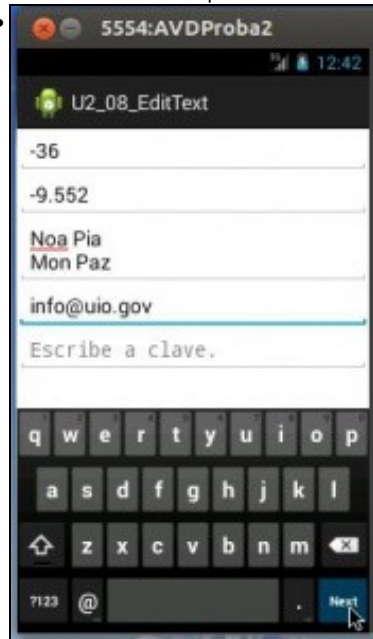 5554:AVDProba2
3G 12:42
U2_08_EditText
-36
-9.552
Noa Pia
Mon Paz
info@uio.gov
Escribe a clave.
q w e r t y u i o p
a s d f g h j k l
z x c v b n m
?123 @ . Next